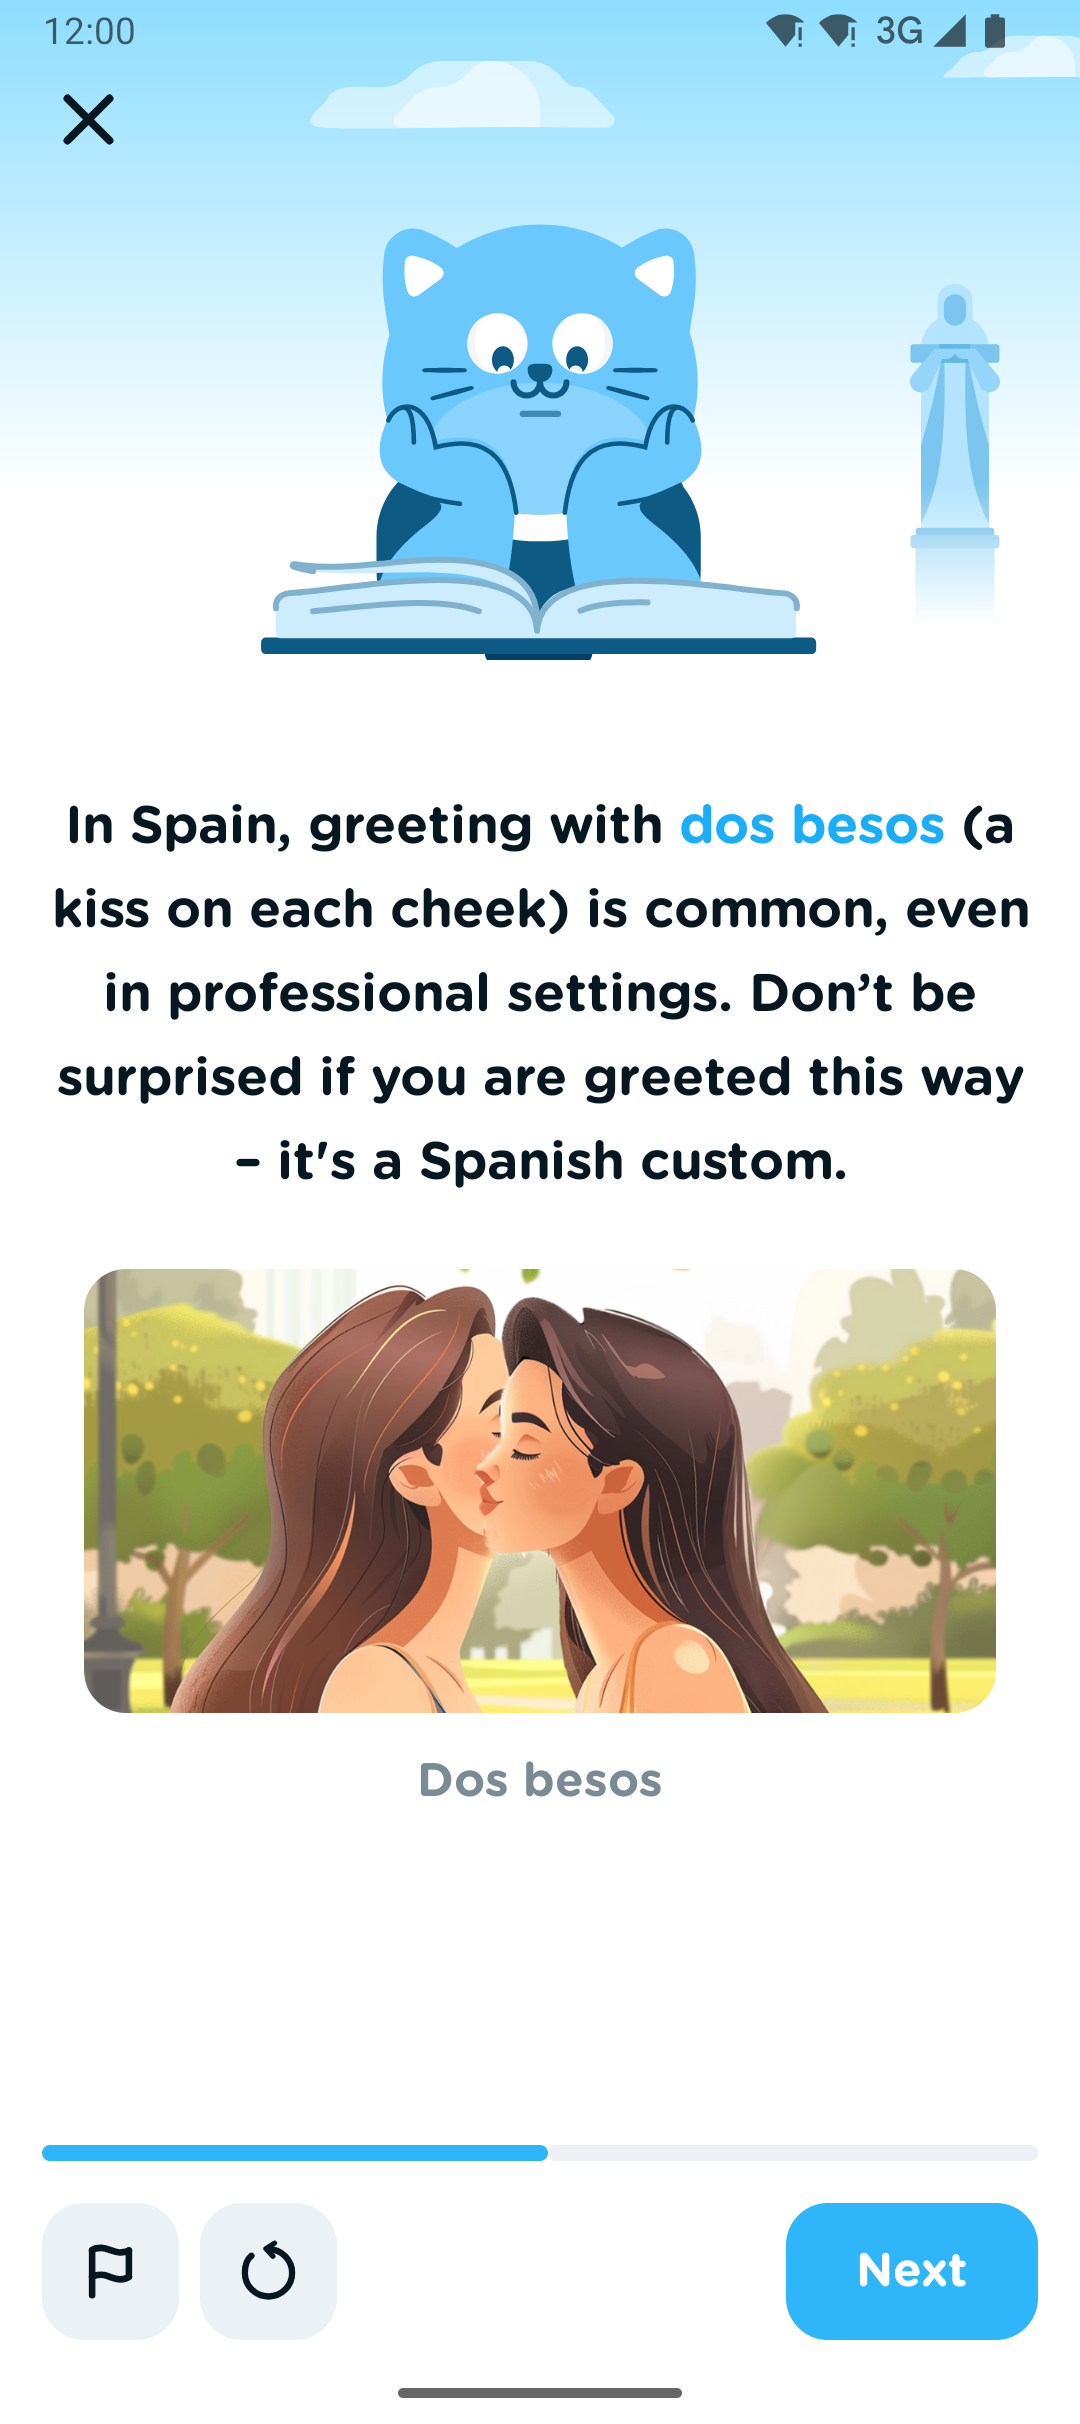 12:00
3G
In Spain, greeting with dos besos (a
kiss on each cheek) is common, even
in professional settings. Don’t be
surprised if you are greeted this way
– it's a Spanish custom.
Dos besos
Next